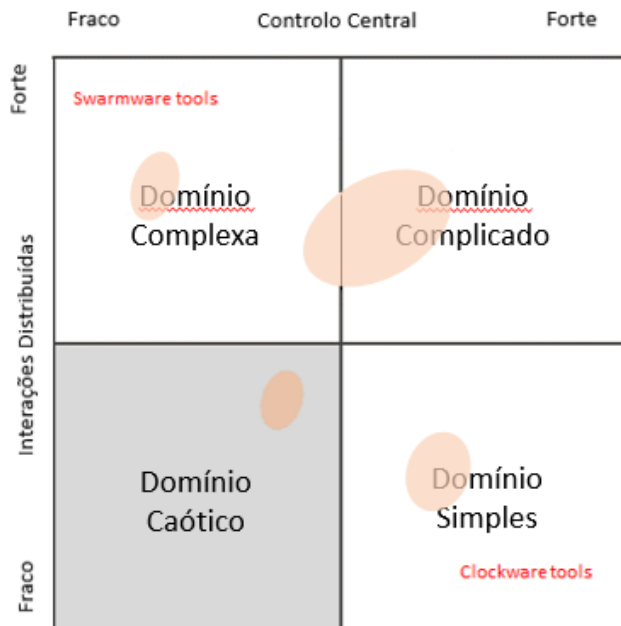 Fraco Controlo Central Forte
Forte
Swarmware tools
Domínio
Complexa
Domínio
Complicado
Interações Distribuídas
Domínio
Caótico
Domínio
Simples
Clockware tools
Fraco